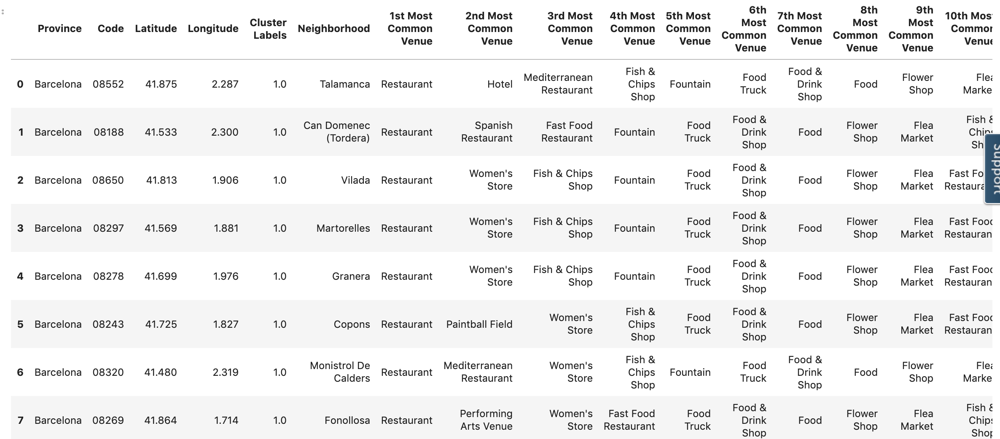 Province Code Latitude Longitude Cluster Labels Neighborhood 1st Most Common Venue 2nd Most Common Venue 3rd Most Common Venue 4th Most Common Venue 5th Most Common Venue 6th Most Common Venue 7th Most Common Venue 8th Most Common Venue 9th Most Common Venue 10th Most Common Venue
0 Barcelona 08552 41.875 2.287 1.0 Talamanca Restaurant Hotel Mediterranean Restaurant Fish & Chips Shop Fountain Food Truck Food & Drink Shop Food Flower Shop Flea Marke
1 Barcelona 08188 41.533 2.300 1.0 Can Domenec (Tordera) Restaurant Spanish Restaurant Fast Food Restaurant Fountain Food Truck Food & Drink Shop Food Flower Shop Flea Market Fish & Chips Sh
2 Barcelona 08650 41.813 1.906 1.0 Vilada Restaurant Women's Store Fish & Chips Shop Fountain Food Truck Food & Drink Shop Food Flower Shop Flea Market Fast Fo Restaura
3 Barcelona 08297 41.569 1.881 1.0 Martorelles Restaurant Women's Store Fish & Chips Shop Fountain Food Truck Food & Drink Shop Food Flower Shop Flea Market Fast Food Restauran
4 Barcelona 08278 41.699 1.976 1.0 Granera Restaurant Women's Store Fish & Chips Shop Fountain Food Truck Food & Drink Shop Food Flower Shop Flea Market Fast Food Restauran
5 Barcelona 08243 41.725 1.827 1.0 Copons Restaurant Paintball Field Women's Store Fish & Chips Shop Food Truck Food & Drink Shop Food Flower Shop Flea Market Fast Food Restauran
6 Barcelona 08320 41.480 2.319 1.0 Monistrol De Calders Restaurant Mediterranean Restaurant Women's Store Fish & Chips Shop Fountain Food Truck Food & Drink Shop Food Flower Shop Flea Marke
7 Barcelona 08269 41.864 1.714 1.0 Fonollosa Restaurant Performing Arts Venue Women's Store Fast Food Restaurant Food Truck Food & Drink Shop Food Flower Shop Flea Market Fish & Chips Shop
Support